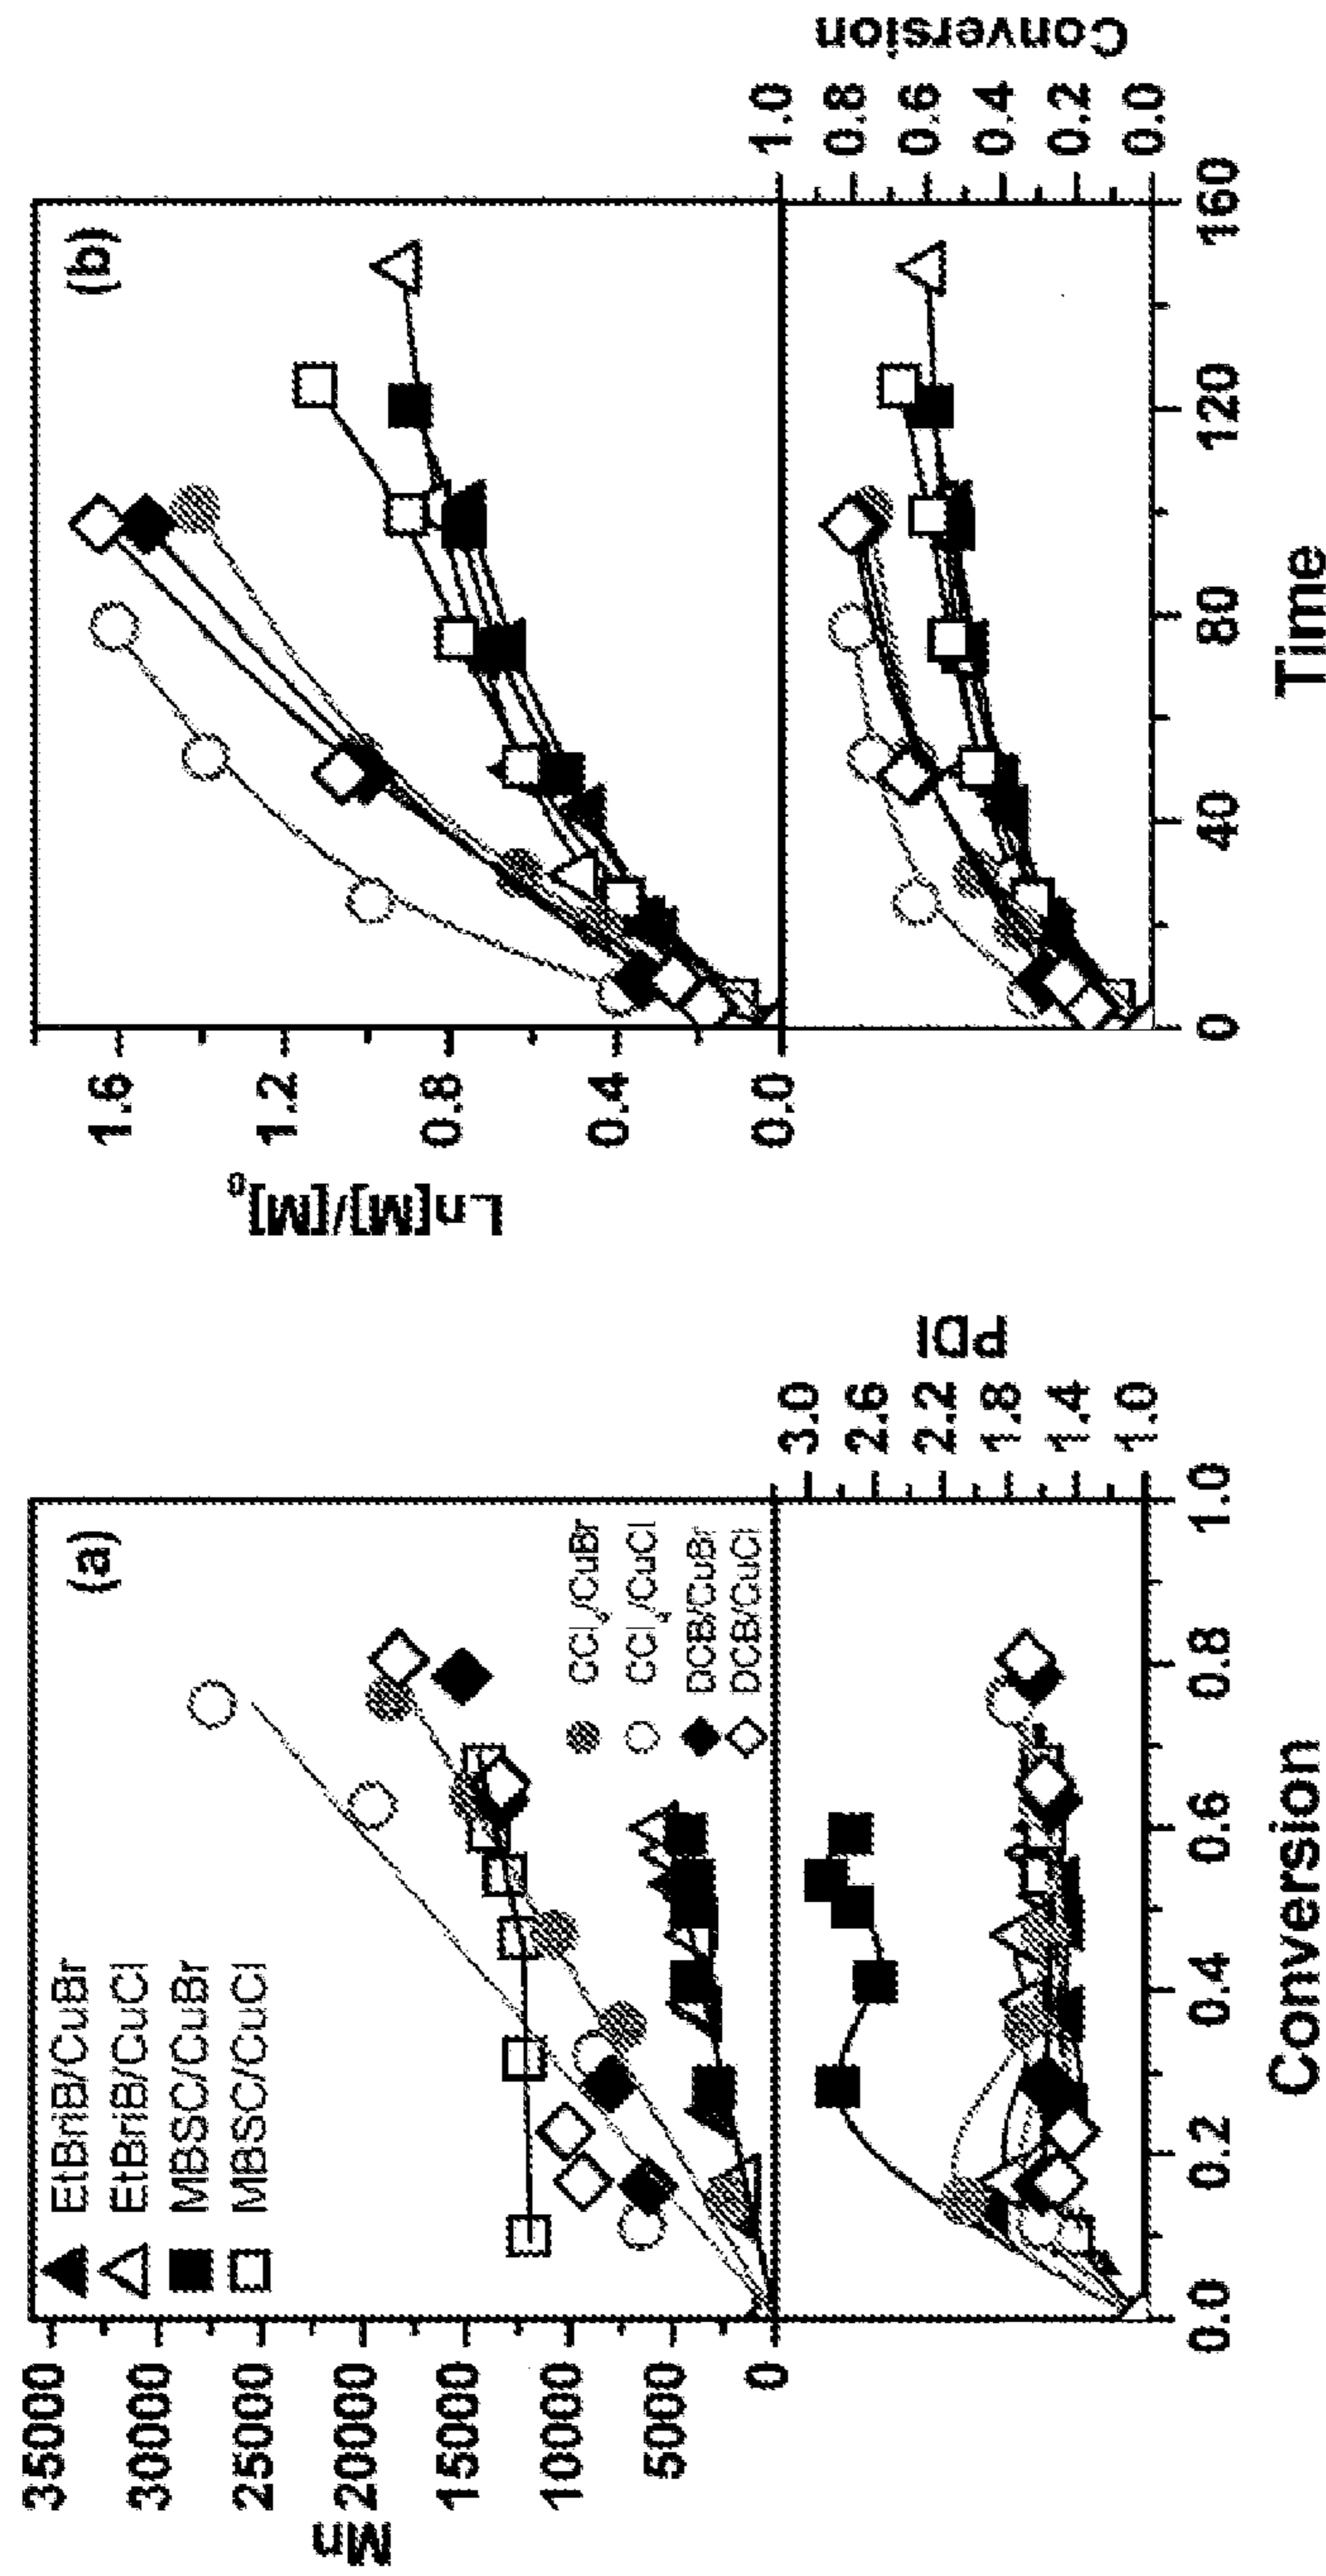 (a)
EtBriB/CuBr
EtBriB/CuCl
MBSC/CuBr
MBSC/CuCl
CCl4/CuBr
CCl4/CuCl
DCB/CuBr
DCB/CuCl
Mn
35000
30000
25000
20000
15000
10000
5000
0
PDI
3.0
2.6
2.2
1.8
1.4
1.0
0.0
0.2
0.4
0.6
0.8
1.0
Conversion
(b)
Ln[M]/[M]0
1.6
1.2
0.8
0.4
0.0
Conversion
1.0
0.8
0.6
0.4
0.2
0.0
0
40
80
120
160
Time